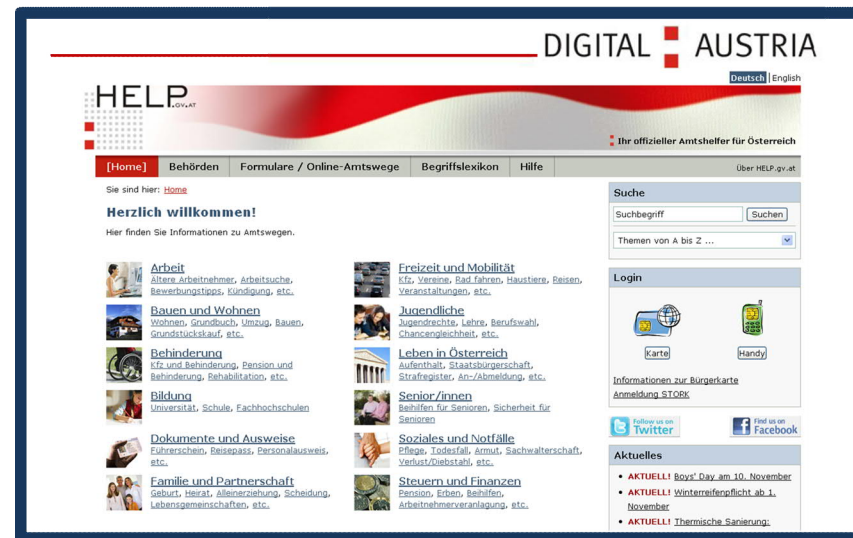 DIGITAL AUSTRIA
Deutsch | English
HELP.GV.AT
Ihr offizieller Amtshelfer für Österreich
[Home] Behörden Formulare / Online-Amtswege Begriffslexikon Hilfe Über HELP.gv.at
Sie sind hier: Home
Herzlich willkommen!
Hier finden Sie Informationen zu Amtswegen.
Arbeit
Ältere Arbeitnehmer, Arbeitsuche,
Bewerbungstipps, Kündigung, etc.
Bauen und Wohnen
Wohnen, Grundbuch, Umzug, Bauen,
Grundstückskauf, etc.
Behinderung
Kfz und Behinderung, Pension und
Behinderung, Rehabilitation, etc.
Bildung
Universität, Schule, Fachhochschulen
Dokumente und Ausweise
Führerschein, Reisepass, Personalausweis,
etc.
Familie und Partnerschaft
Geburt, Heirat, Alleinerziehung, Scheidung,
Lebensgemeinschaften, etc.
Freizeit und Mobilität
Kfz, Vereine, Rad fahren, Haustiere, Reisen,
Veranstaltungen, etc.
Jugendliche
Jugendrechte, Lehre, Berufswahl,
Chancengleichheit, etc.
Leben in Österreich
Aufenthalt, Staatsbürgerschaft,
Strafregister, An-/Abmeldung, etc.
Senior/innen
Beihilfen für Senioren, Sicherheit für
Senioren
Soziales und Notfälle
Pflege, Todesfall, Armut, Sachwalterschaft,
Verlust/Diebstahl, etc.
Steuern und Finanzen
Pension, Erben, Beihilfen,
Arbeitnehmerveranlagung, etc.
Suche
Suchbegriff Suchen
Themen von A bis Z ...
Login
Karte Handy
Informationen zur Bürgerkarte
Anmeldung STORK
Follow us on
Twitter
Find us on
Facebook
Aktuelles
• AKTUELL! Boys' Day am 10. November
• AKTUELL! Winterreifenpflicht ab 1.
November
• AKTUELL! Thermische Sanierung: